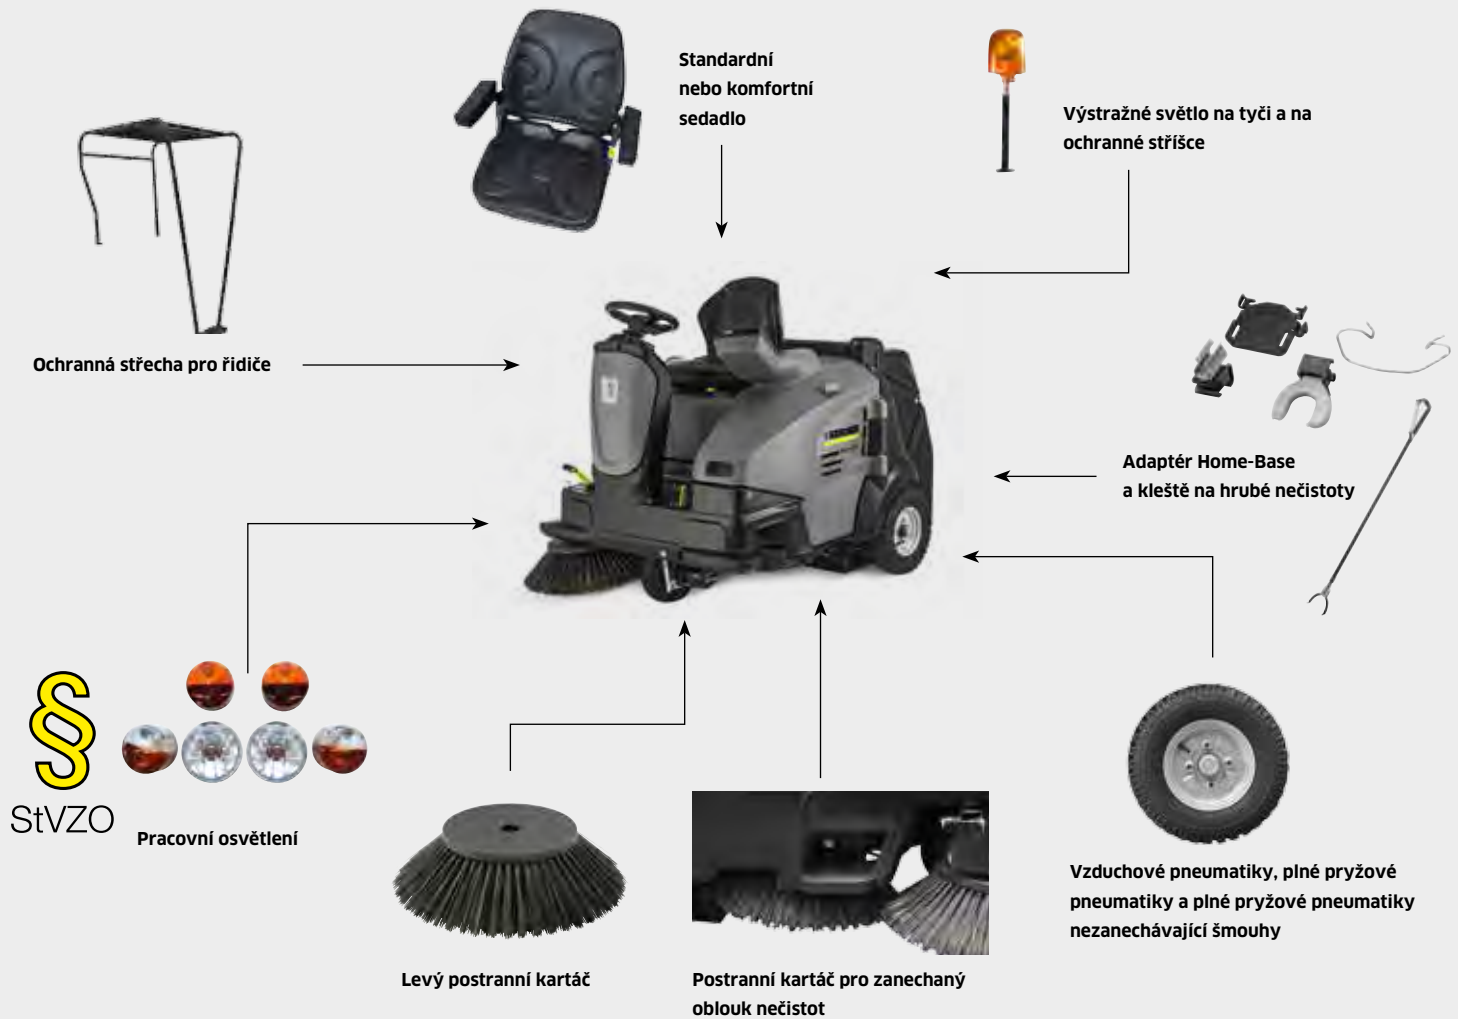 Standardní
nebo komfortní
sedadlo
Výstražné světlo na tyči a na
ochranné stříšce
Ochranná střecha pro řidiče
Adaptér Home-Base
a kleště na hrubé nečistoty
§
StVZO
Pracovní osvětlení
Vzduchové pneumatiky, plné pryžové
pneumatiky a plné pryžové pneumatiky
nezanechávající šmouhy
Levý postranní kartáč
Postranní kartáč pro zanechaný
oblouk nečistot